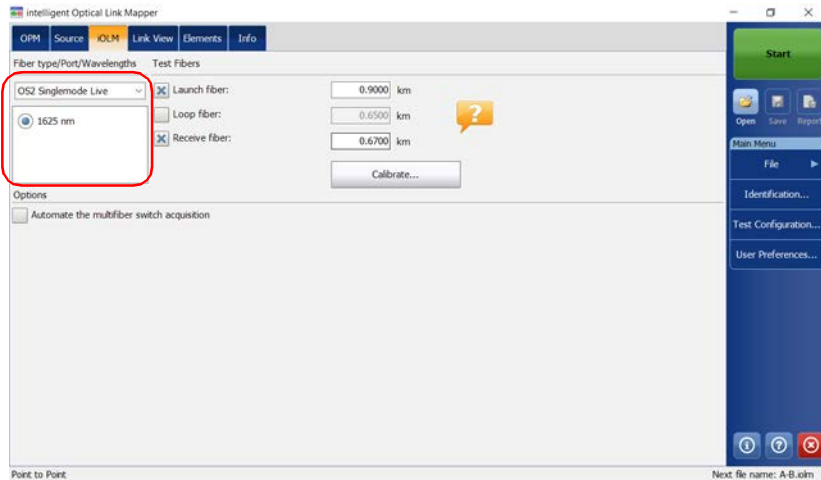 intelligent Optical Link Mapper
OPM Source iOLM Link View Elements Info
Fiber type/Port/Wavelengths Test Fibers
OS2 Singlemode Live
1625 nm
Launch fiber: 0.9000 km
Loop fiber: 0.6500 km
Receive fiber: 0.6700 km
?
Calibrate...
Options
Automate the multifiber switch acquisition
Start
Open Save Report
Main Menu
File
Identification...
Test Configuration...
User Preferences...
Point to Point
Next file name: A-B.iolm